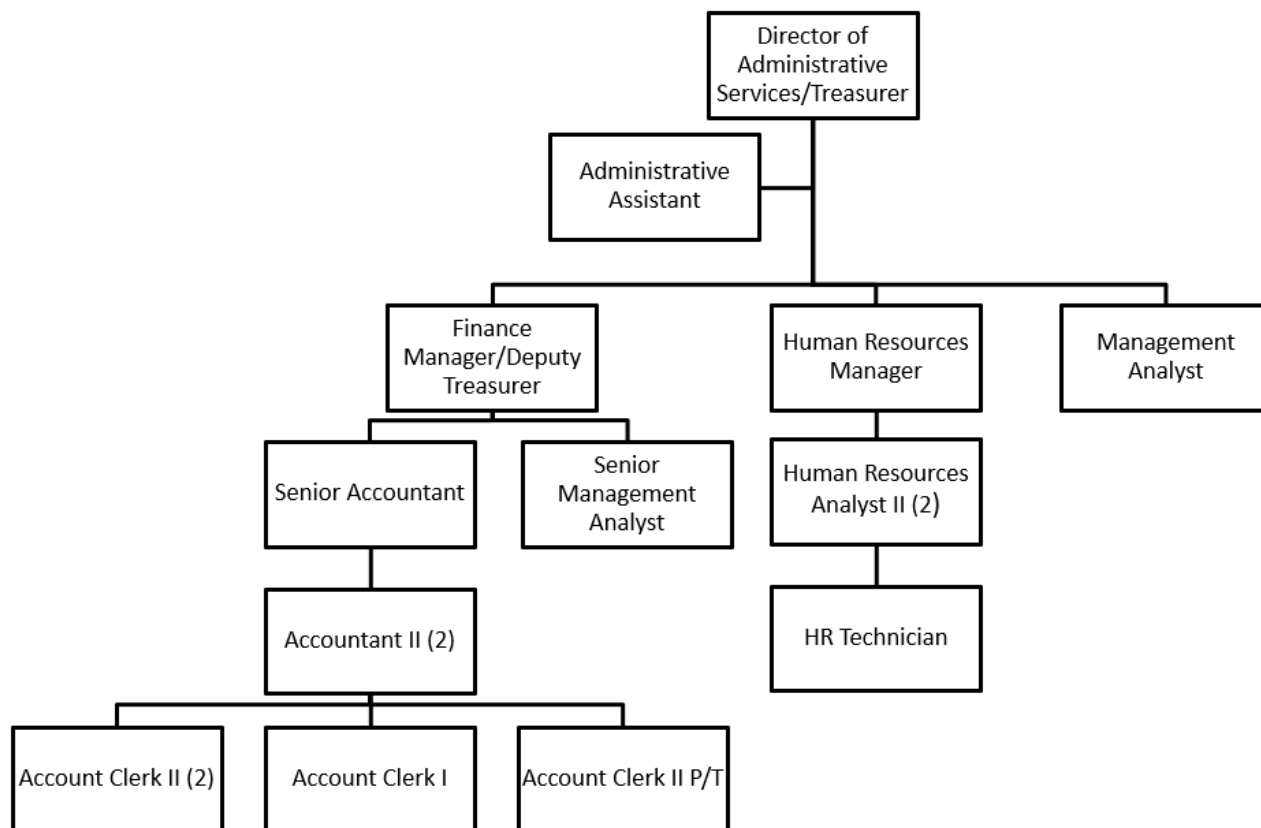 Director of
Administrative
Services/Treasurer
Administrative
Assistant
Finance
Manager/Deputy
Treasurer
Human Resources
Manager
Management
Analyst
Senior Accountant
Senior
Management
Analyst
Human Resources
Analyst II (2)
Accountant II (2)
HR Technician
Account Clerk II (2)
Account Clerk I
Account Clerk II P/T